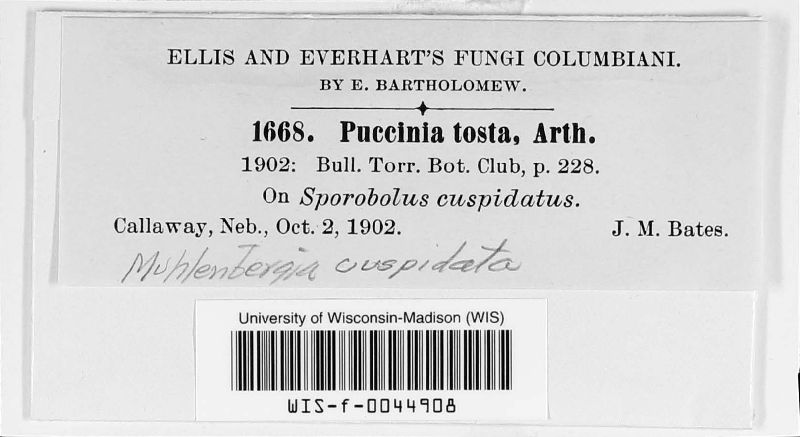 ELLIS AND EVERHART'S FUNGI COLUMBIANI.
BY E. BARTHOLOMEW.
1668. Puccinia tosta, Arth.
1902: Bull. Torr. Bot. Club, p. 228.
On Sporobolus cuspidatus.
Callaway, Neb., Oct. 2, 1902. J. M. Bates.
Muhlenbergia cuspidata
University of Wisconsin-Madison (WIS)
WIS-f-0044908